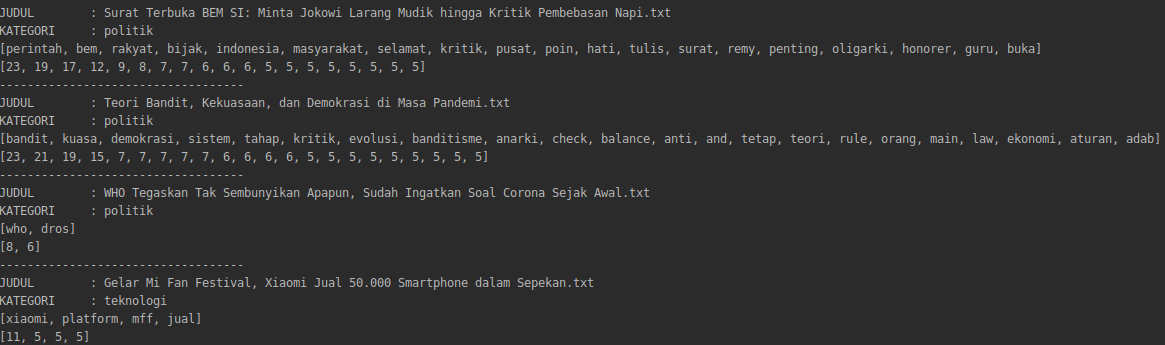 JUDUL : Surat Terbuka BEM SI: Minta Jokowi Larang Mudik hingga Kritik Pembebasan Napi.txt
KATEGORI : politik
[perintah, bem, rakyat, bijak, indonesia, masyarakat, selamat, kritik, pusat, poin, hati, tulis, surat, remy, penting, oligarki, honorer, guru, buka]
[23, 19, 17, 12, 9, 8, 7, 7, 6, 6, 6, 5, 5, 5, 5, 5, 5, 5, 5]
----------------------------------
JUDUL : Teori Bandit, Kekuasaan, dan Demokrasi di Masa Pandemi.txt
KATEGORI : politik
[bandit, kuasa, demokrasi, sistem, tahap, kritik, evolusi, banditisme, anarki, check, balance, anti, and, tetap, teori, rule, orang, main, law, ekonomi, aturan, adab]
[23, 21, 19, 15, 7, 7, 7, 7, 7, 6, 6, 6, 6, 5, 5, 5, 5, 5, 5, 5, 5, 5]
----------------------------------
JUDUL : WHO Tegaskan Tak Sembunyikan Apapun, Sudah Ingatkan Soal Corona Sejak Awal.txt
KATEGORI : politik
[who, dros]
[8, 6]
----------------------------------
JUDUL : Gelar Mi Fan Festival, Xiaomi Jual 50.000 Smartphone dalam Sepekan.txt
KATEGORI : teknologi
[xiaomi, platform, mff, jual]
[11, 5, 5, 5]